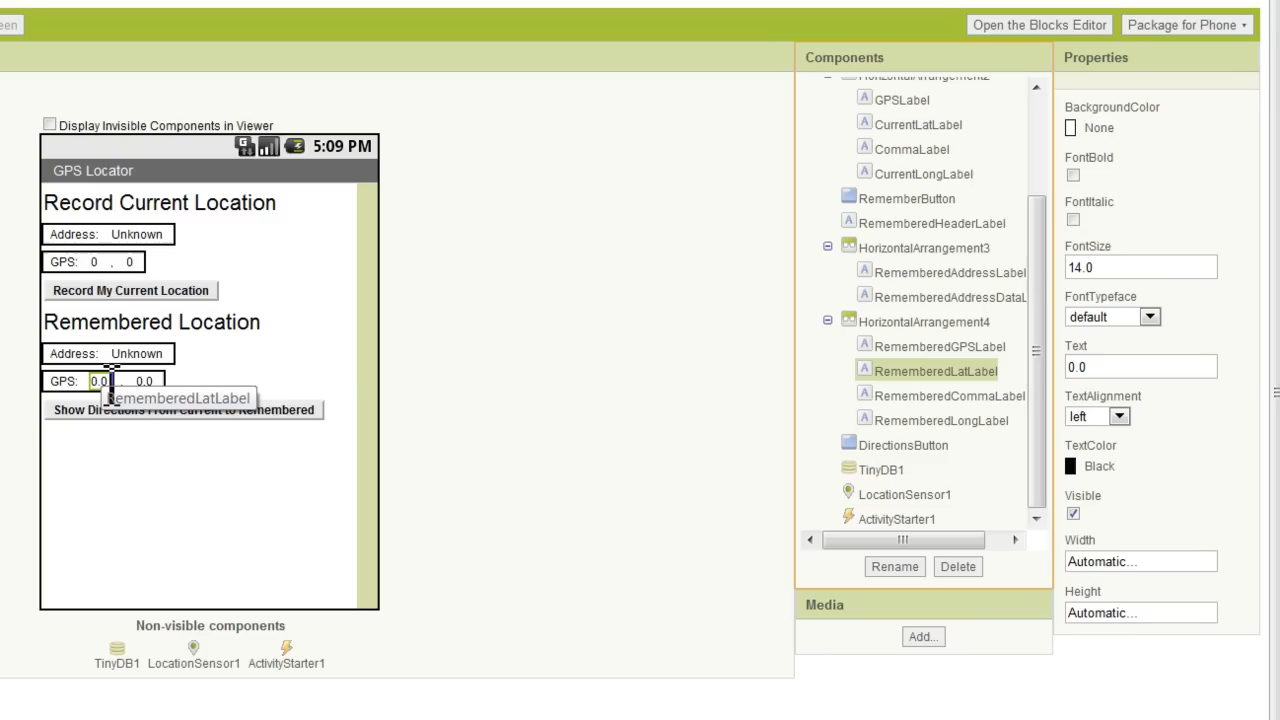 een
Open the Blocks Editor
Package for Phone
Components
Properties
Display Invisible Components in Viewer
5:09 PM
GPS Locator
Record Current Location
Address: Unknown
GPS: 0 , 0
Record My Current Location
Remembered Location
Address: Unknown
GPS: 0.0 , 0.0
RememberedLatLabel
Show Directions From Current to Remembered
Non-visible components
TinyDB1
LocationSensor1
ActivityStarter1
HorizontalArrangement2
GPSLabel
CurrentLatLabel
CommaLabel
CurrentLongLabel
RememberButton
RememberedHeaderLabel
HorizontalArrangement3
RememberedAddressLabel
RememberedAddressDataL
HorizontalArrangement4
RememberedGPSLabel
RememberedLatLabel
RememberedCommaLabel
RememberedLongLabel
DirectionsButton
TinyDB1
LocationSensor1
ActivityStarter1
Rename
Delete
Media
Add...
BackgroundColor
None
FontBold
FontItalic
FontSize
14.0
FontTypeface
default
Text
0.0
TextAlignment
left
TextColor
Black
Visible
Width
Automatic...
Height
Automatic...